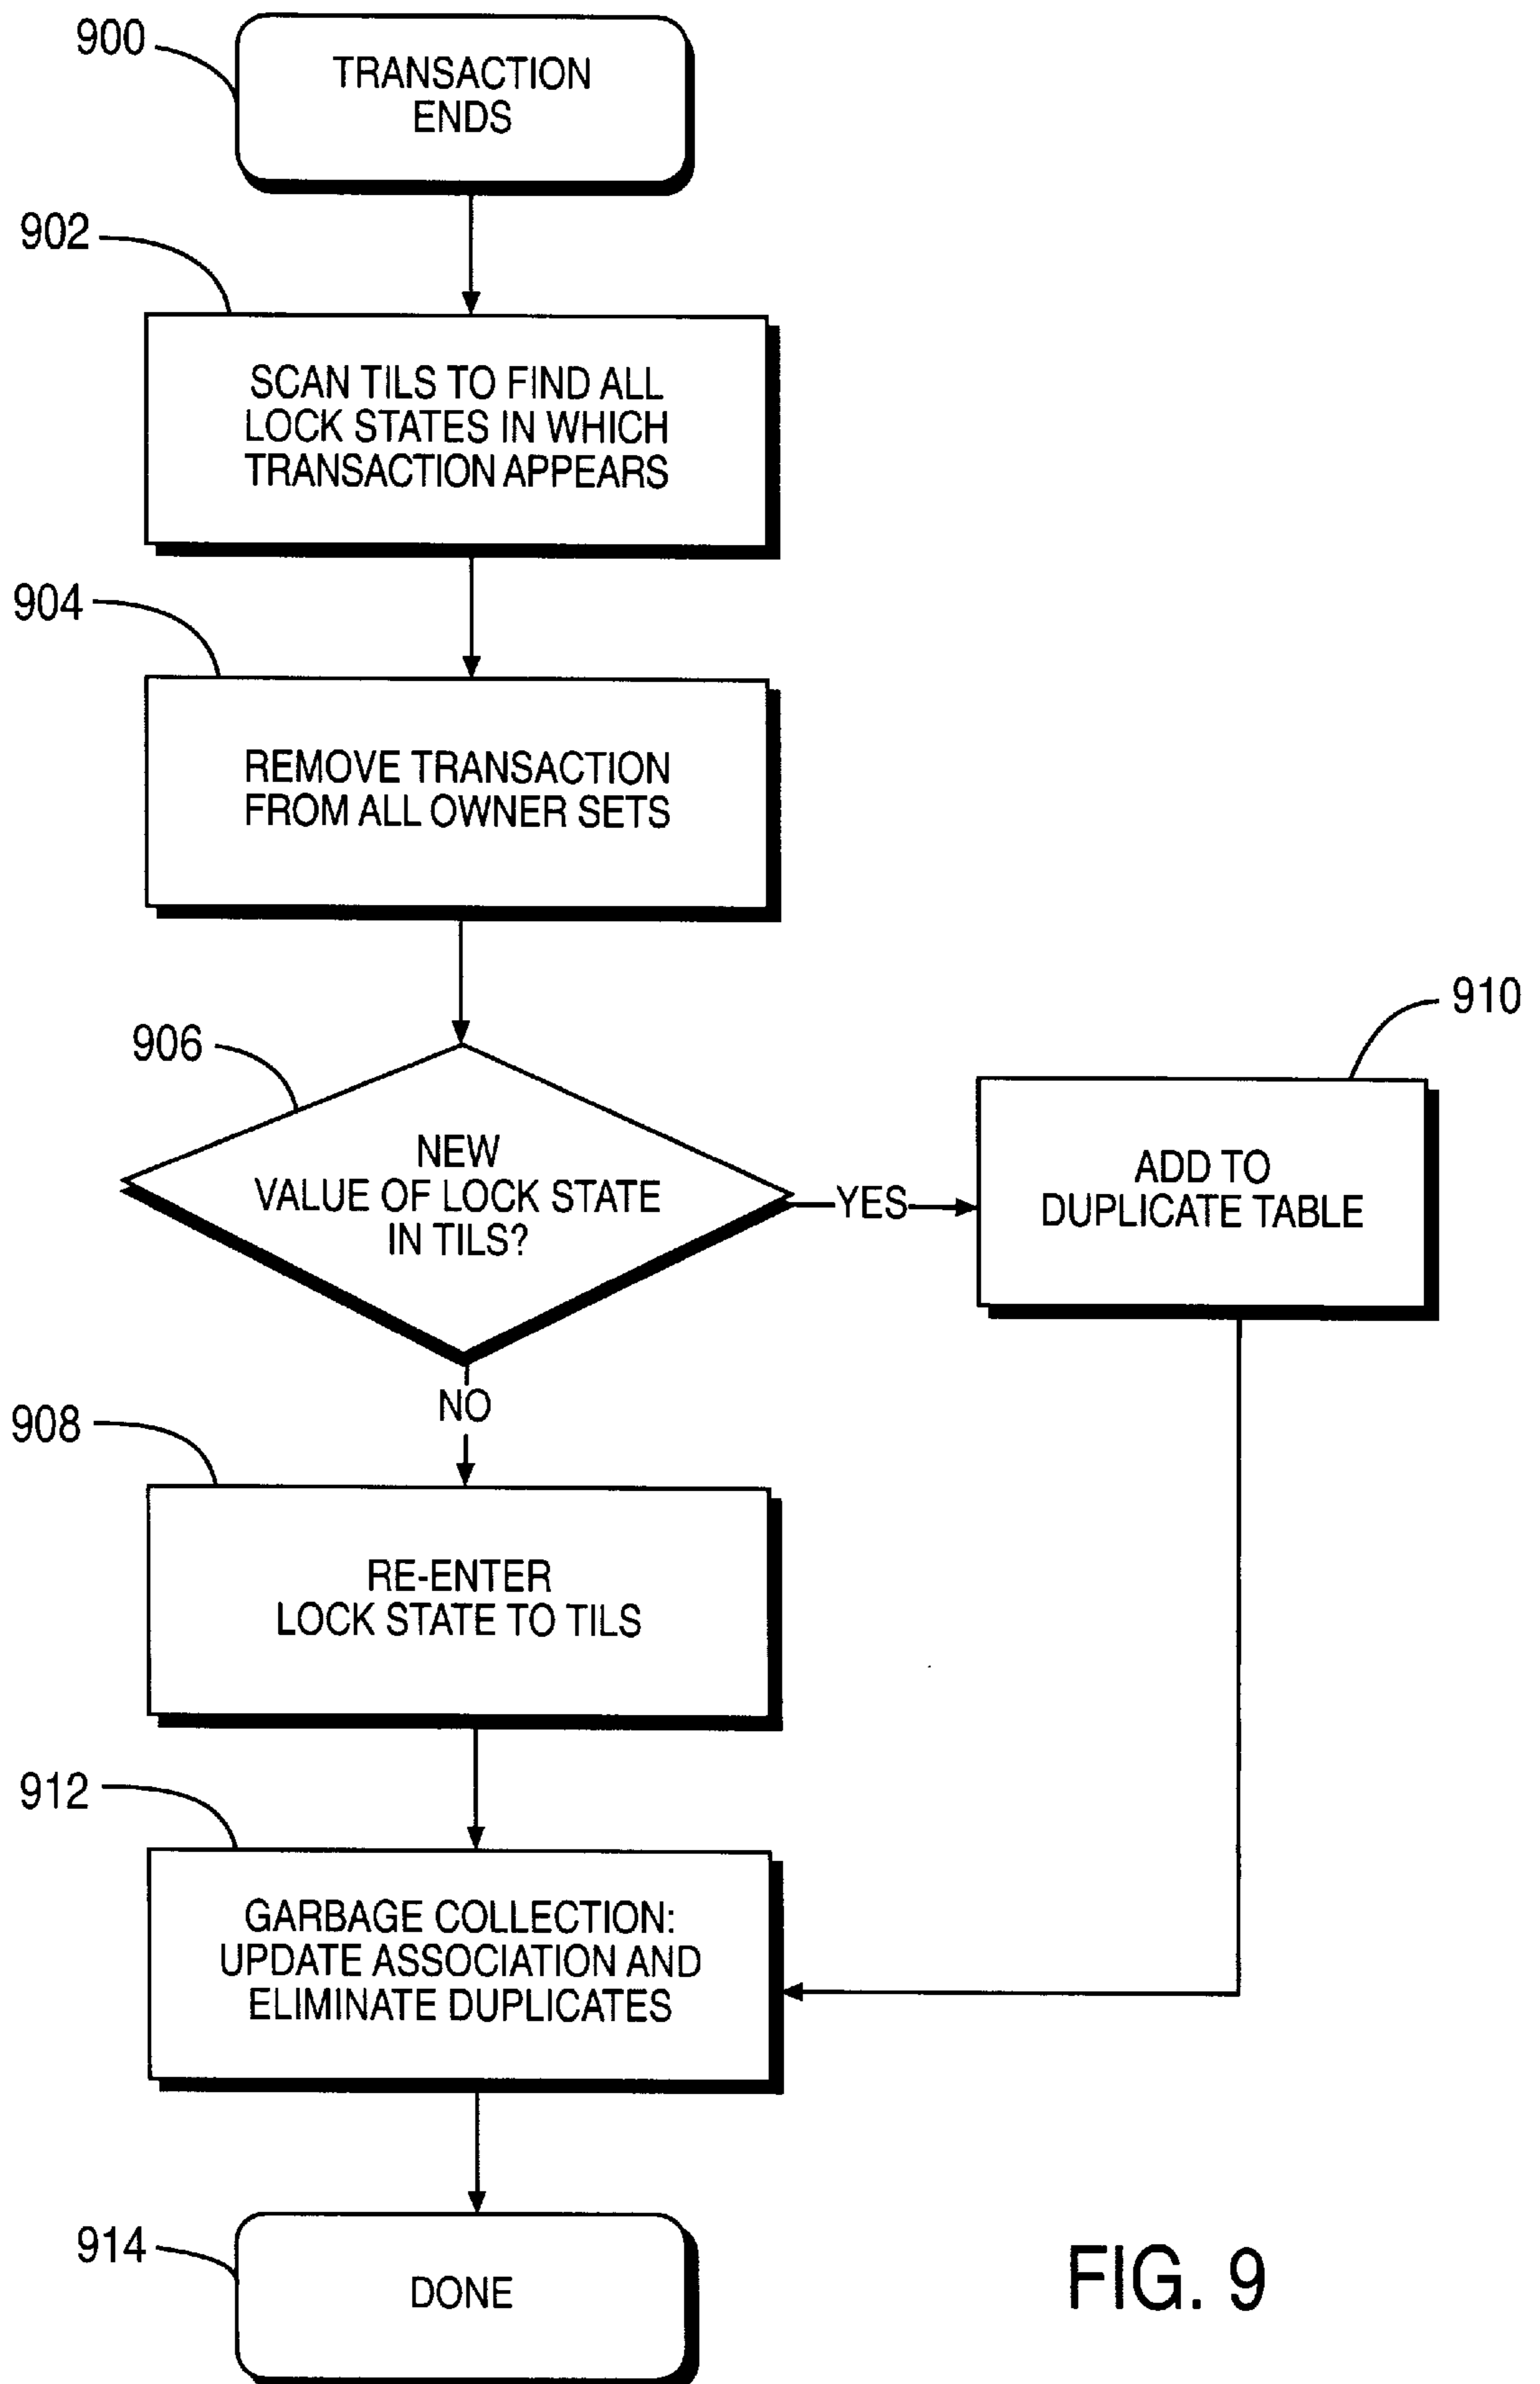 900
TRANSACTION
ENDS
902
SCAN TILS TO FIND ALL
LOCK STATES IN WHICH
TRANSACTION APPEARS
904
REMOVE TRANSACTION
FROM ALL OWNER SETS
906
NEW
VALUE OF LOCK STATE
IN TILS?
YES
910
ADD TO
DUPLICATE TABLE
NO
908
RE-ENTER
LOCK STATE TO TILS
912
GARBAGE COLLECTION:
UPDATE ASSOCIATION AND
ELIMINATE DUPLICATES
914
DONE
FIG. 9